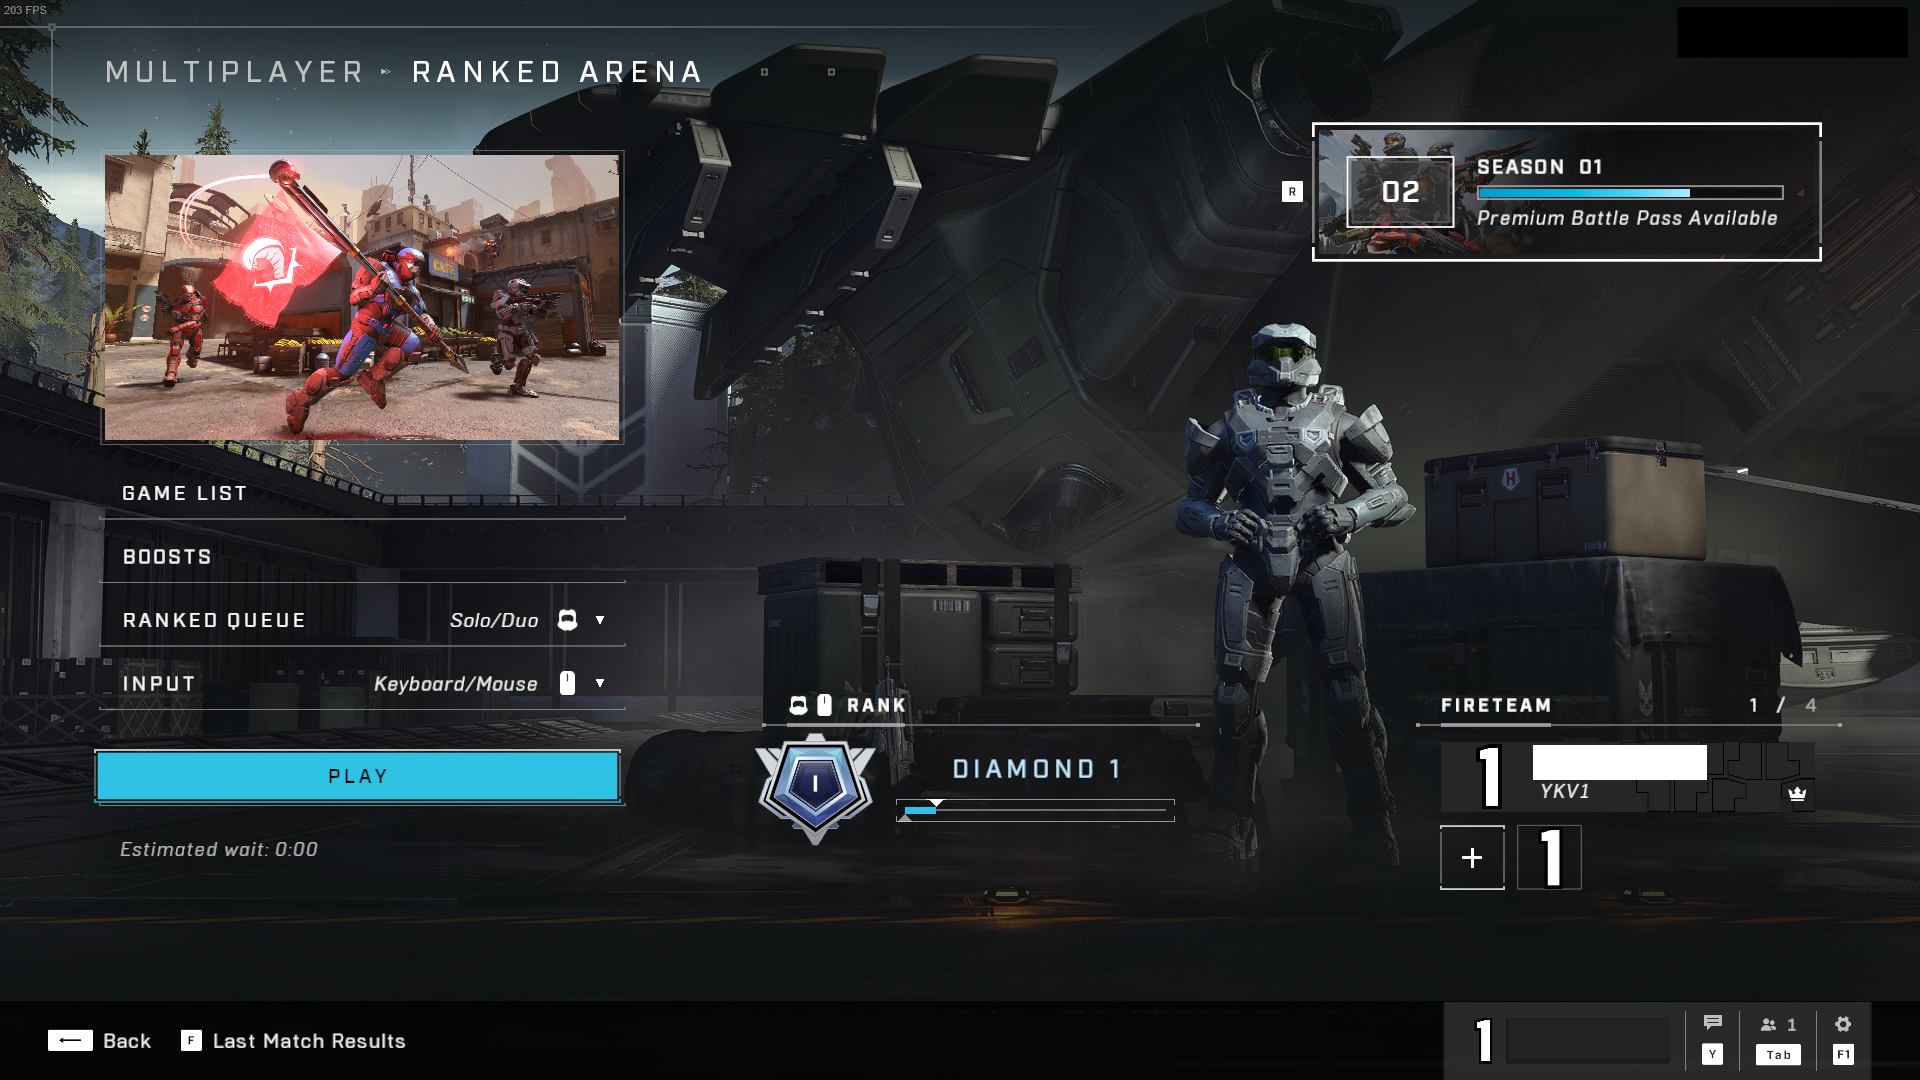 203 FPS
MULTIPLAYER RANKED ARENA
R
02
SEASON 01
Premium Battle Pass Available
CAFE
GAME LIST
BOOSTS
RANKED QUEUE Solo/Duo
INPUT Keyboard/Mouse
PLAY
Estimated wait: 0:00
RANK
I
DIAMOND 1
FIRETEAM 1 / 4
1
YKV1
+
1
Back
F Last Match Results
1
Y
1
Tab
F1